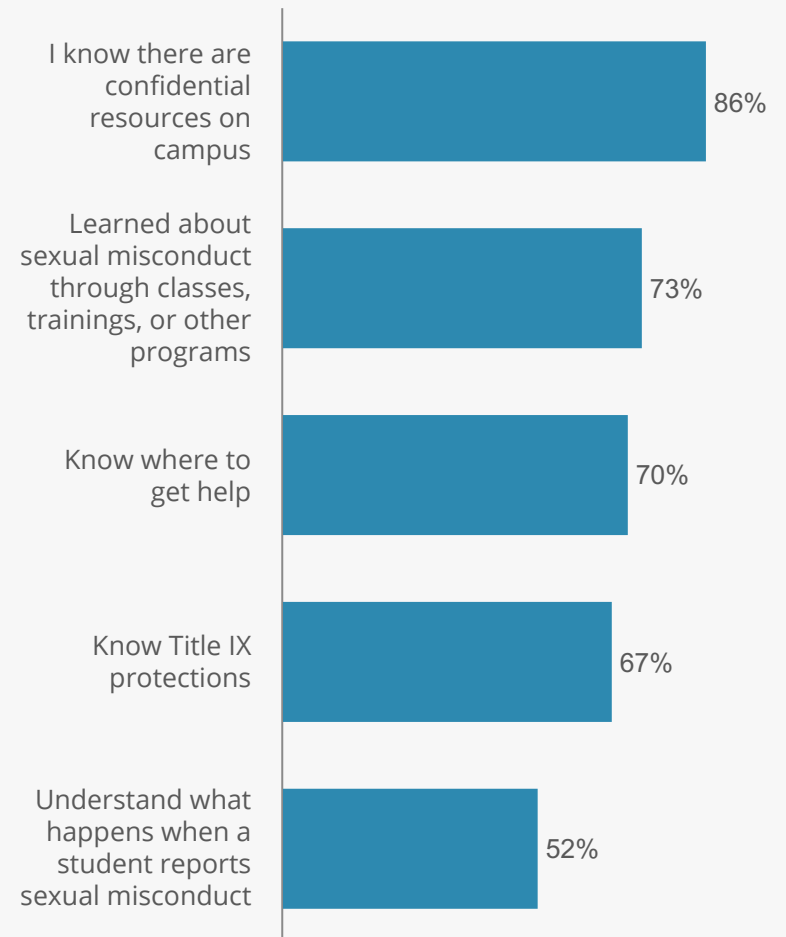 I know there are
confidential
resources on
campus
86%
Learned about
sexual misconduct
through classes,
trainings, or other
programs
73%
Know where to
get help
70%
Know Title IX
protections
67%
Understand what
happens when a
student reports
sexual misconduct
52%